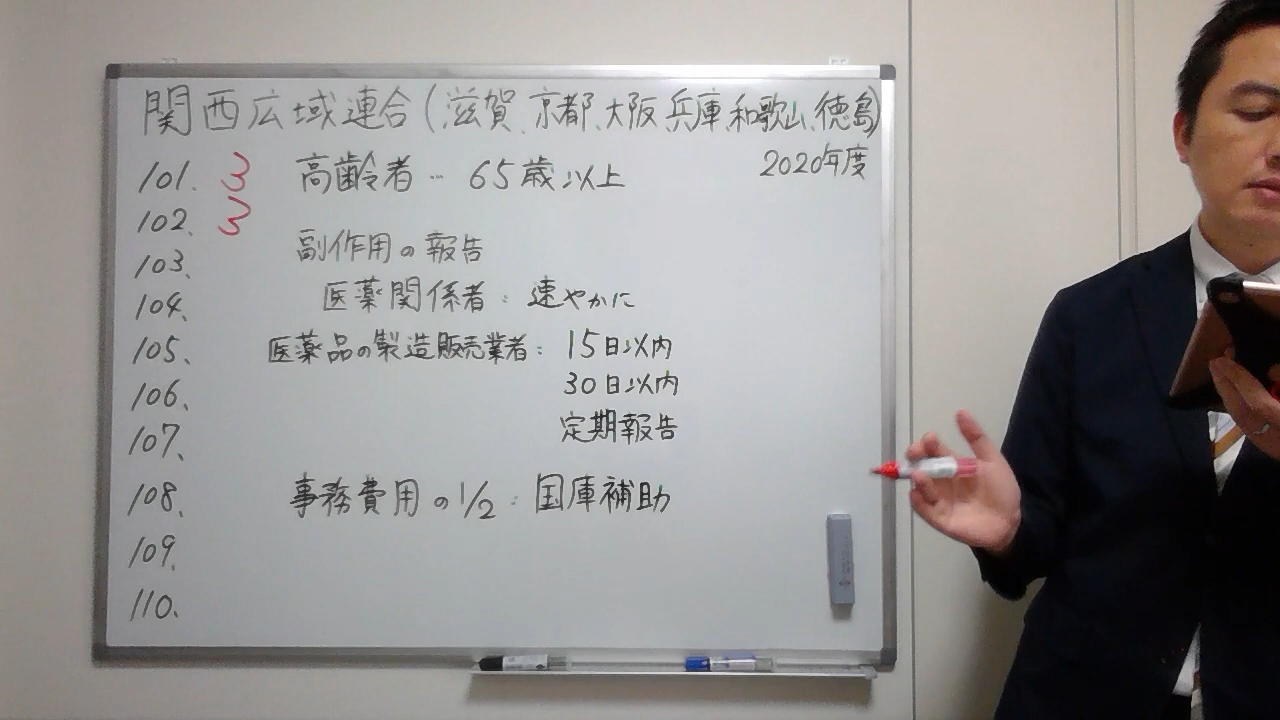 関西広域連合(滋賀、京都、大阪、兵庫、和歌山、徳島)
2020年度
101. 3 高齢者… 65歳以上
102. 3
副作用の報告
103、
医薬関係者: 速やかに
104、
105、 医薬品の製造販売業者: 15日以内
106、 30日以内
107、 定期報告
108、 事務費用の1/2: 国庫補助
109、
110、